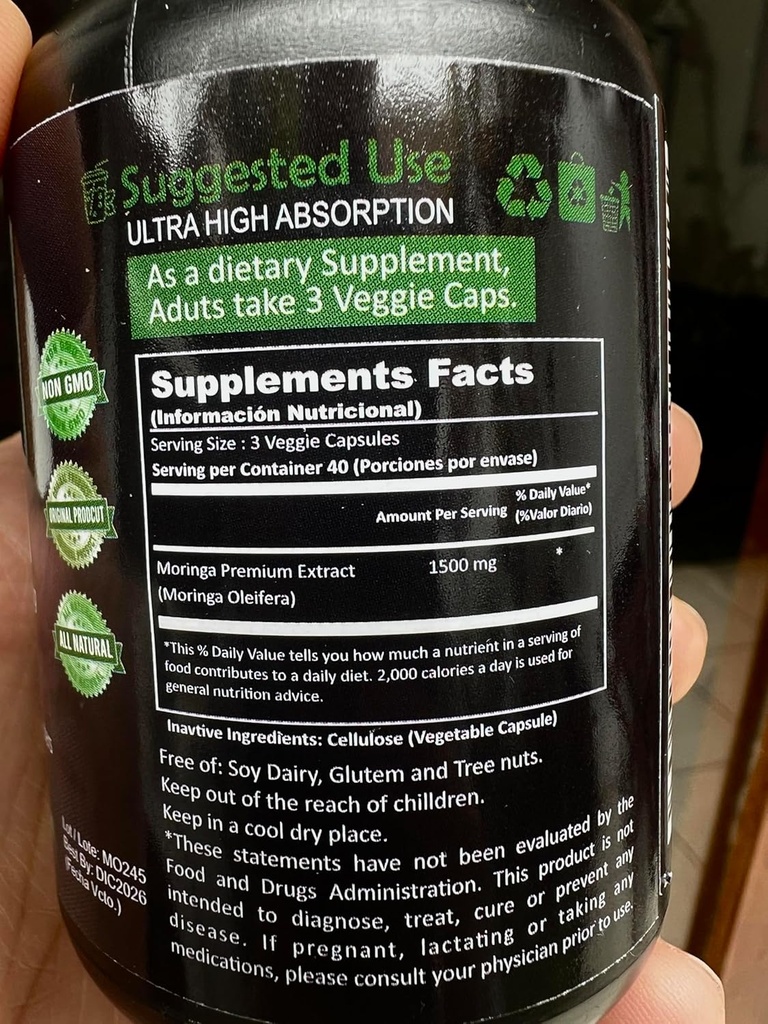 Suggested Use
ULTRA HIGH ABSORPTION
As a dietary Supplement,
Aduts take 3 Veggie Caps.
NON GMO
ORIGINAL PRODCUT
ALL NATURAL
Supplements Facts
(Información Nutricional)
Serving Size : 3 Veggie Capsules
Serving per Container 40 (Porciones por envase)
Amount Per Serving % Daily Value*
(%Valor Diario)
Moringa Premium Extract 1500 mg *
(Moringa Oleifera)
*This % Daily Value tells you how much a nutrient in a serving of
food contributes to a daily diet. 2,000 calories a day is used for
general nutrition advice.
Inavtive Ingredients: Cellulose (Vegetable Capsule)
Free of: Soy Dairy, Glutem and Tree nuts.
Keep out of the reach of chilldren.
Keep in a cool dry place.
*These statements have not been evaluated by the
Food and Drugs Administration. This product is not
intended to diagnose, treat, cure or prevent any
disease. If pregnant, lactating or taking any
medications, please consult your physician prior to use.
Lot / Lote: MO245
Best By: DIC2026
(Fecha Vcto.)